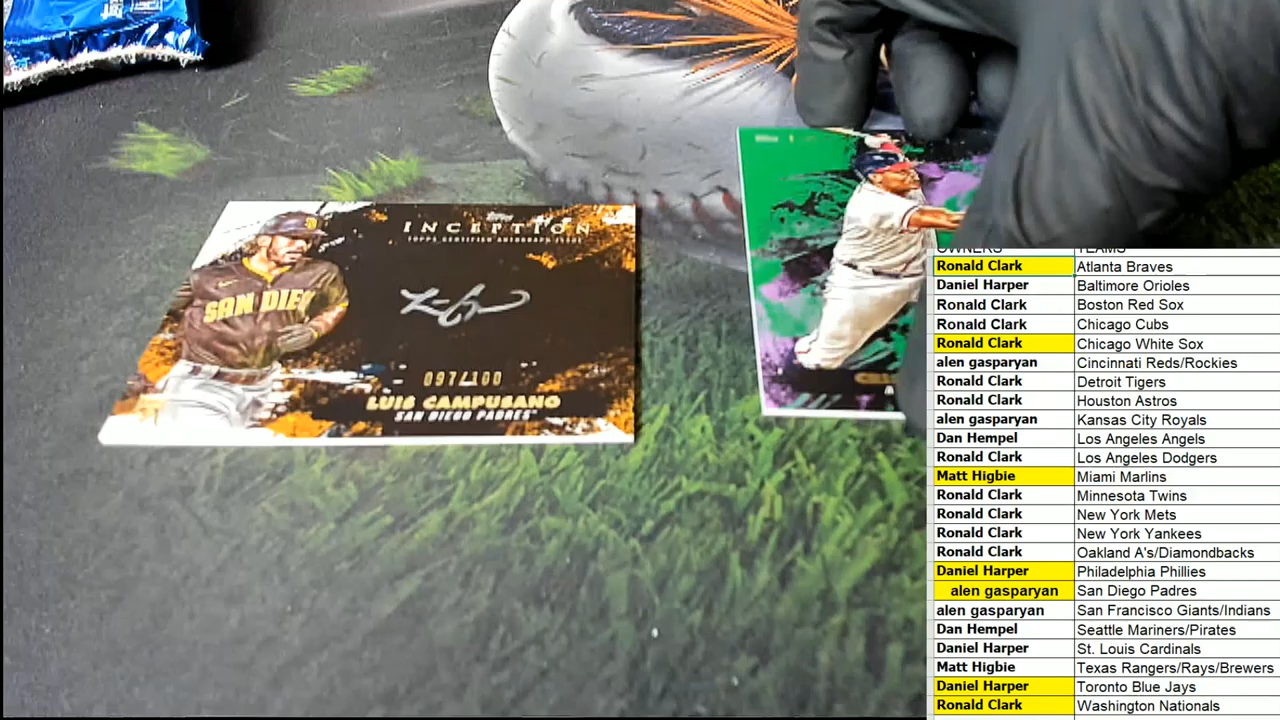 TOPPS
INCEPTION
TOPPS CERTIFIED AUTOGRAPH ISSUE
SAN DIEG
097/100
LUIS CAMPUSANO
SAN DIEGO PADRES
OWNERS TEAMS
Ronald Clark Atlanta Braves
Daniel Harper Baltimore Orioles
Ronald Clark Boston Red Sox
Ronald Clark Chicago Cubs
Ronald Clark Chicago White Sox
alen gasparyan Cincinnati Reds/Rockies
Ronald Clark Detroit Tigers
Ronald Clark Houston Astros
alen gasparyan Kansas City Royals
Dan Hempel Los Angeles Angels
Ronald Clark Los Angeles Dodgers
Matt Higbie Miami Marlins
Ronald Clark Minnesota Twins
Ronald Clark New York Mets
Ronald Clark New York Yankees
Ronald Clark Oakland A's/Diamondbacks
Daniel Harper Philadelphia Phillies
alen gasparyan San Diego Padres
alen gasparyan San Francisco Giants/Indians
Dan Hempel Seattle Mariners/Pirates
Daniel Harper St. Louis Cardinals
Matt Higbie Texas Rangers/Rays/Brewers
Daniel Harper Toronto Blue Jays
Ronald Clark Washington Nationals